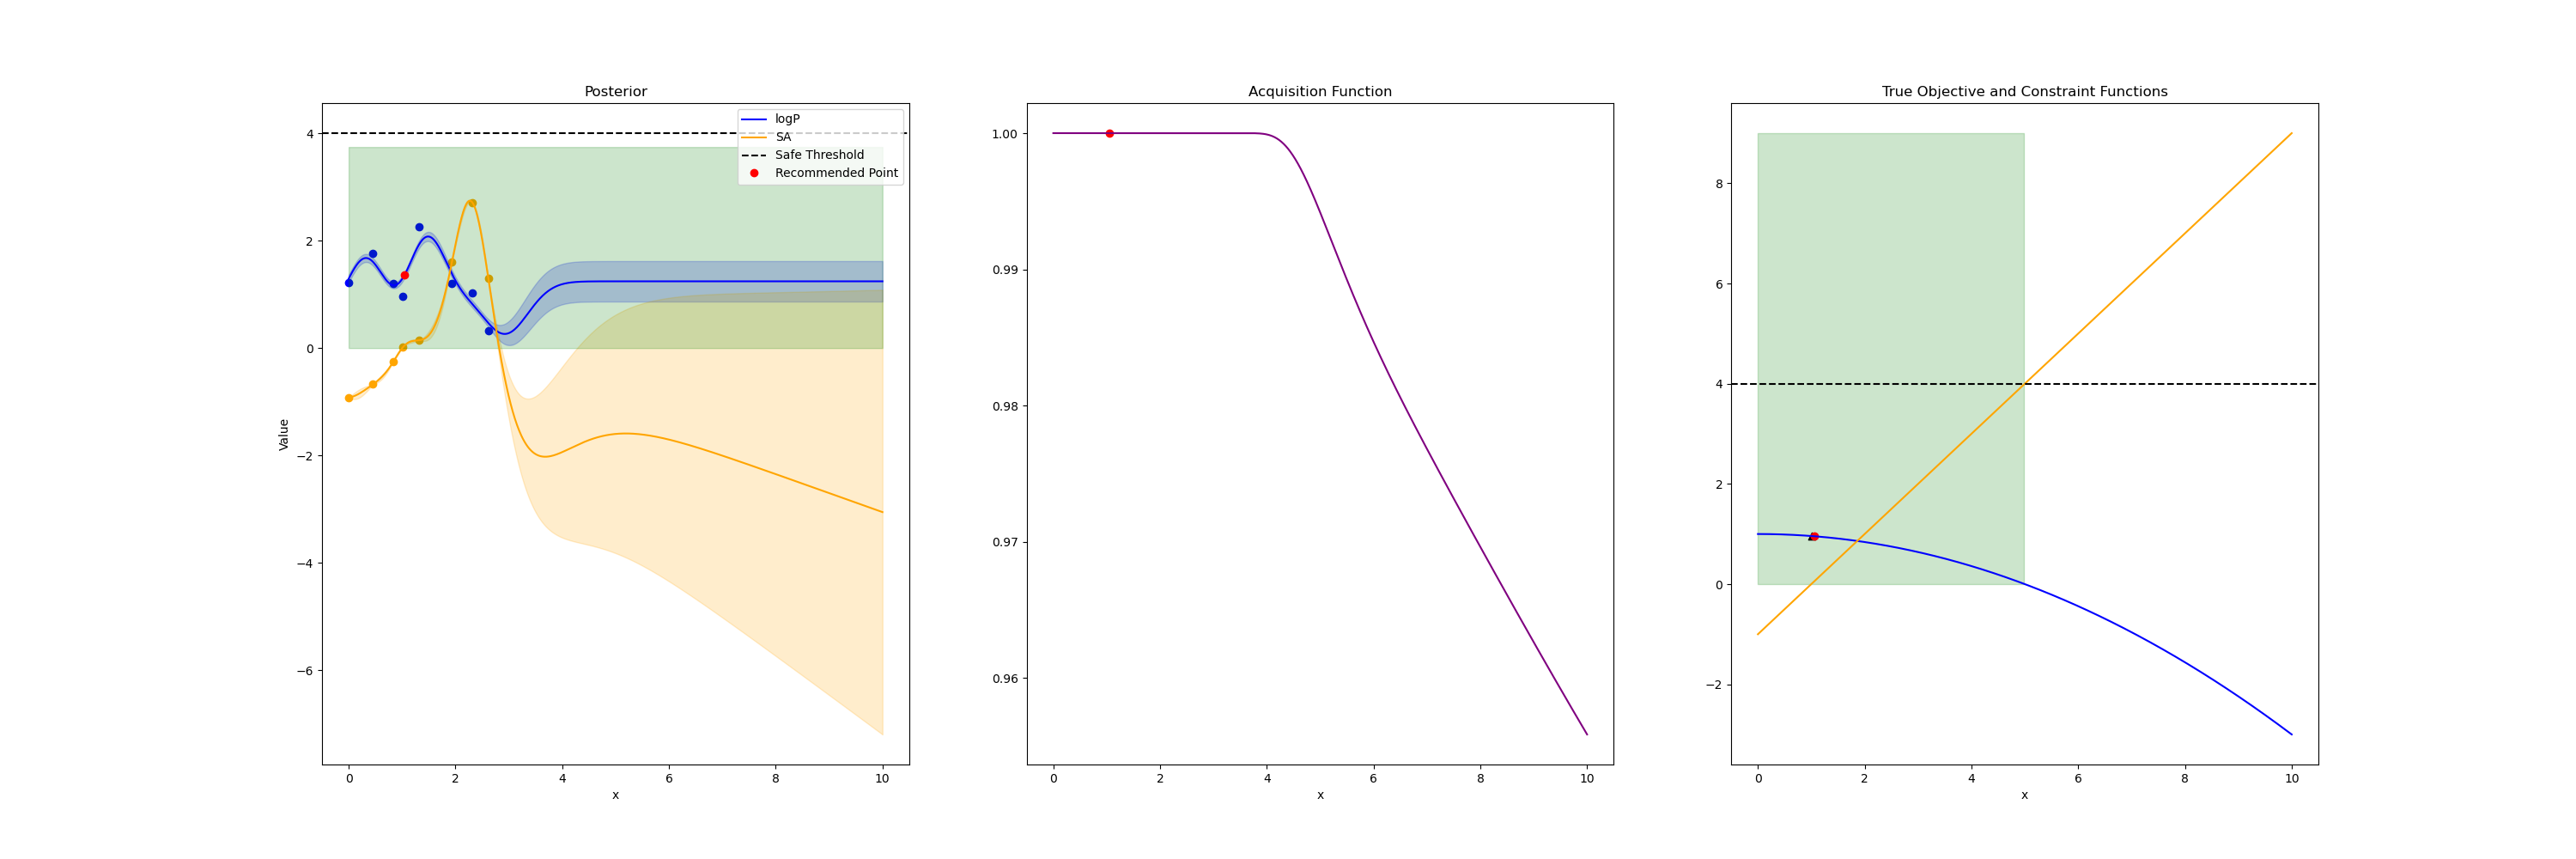 Posterior
Value
4
2
0
−2
−4
−6
0 2 4 6 8 10
x
logP
SA
Safe Threshold
Recommended Point
Acquisition Function
1.00
0.99
0.98
0.97
0.96
0 2 4 6 8 10
x
True Objective and Constraint Functions
8
6
4
2
0
−2
0 2 4 6 8 10
x